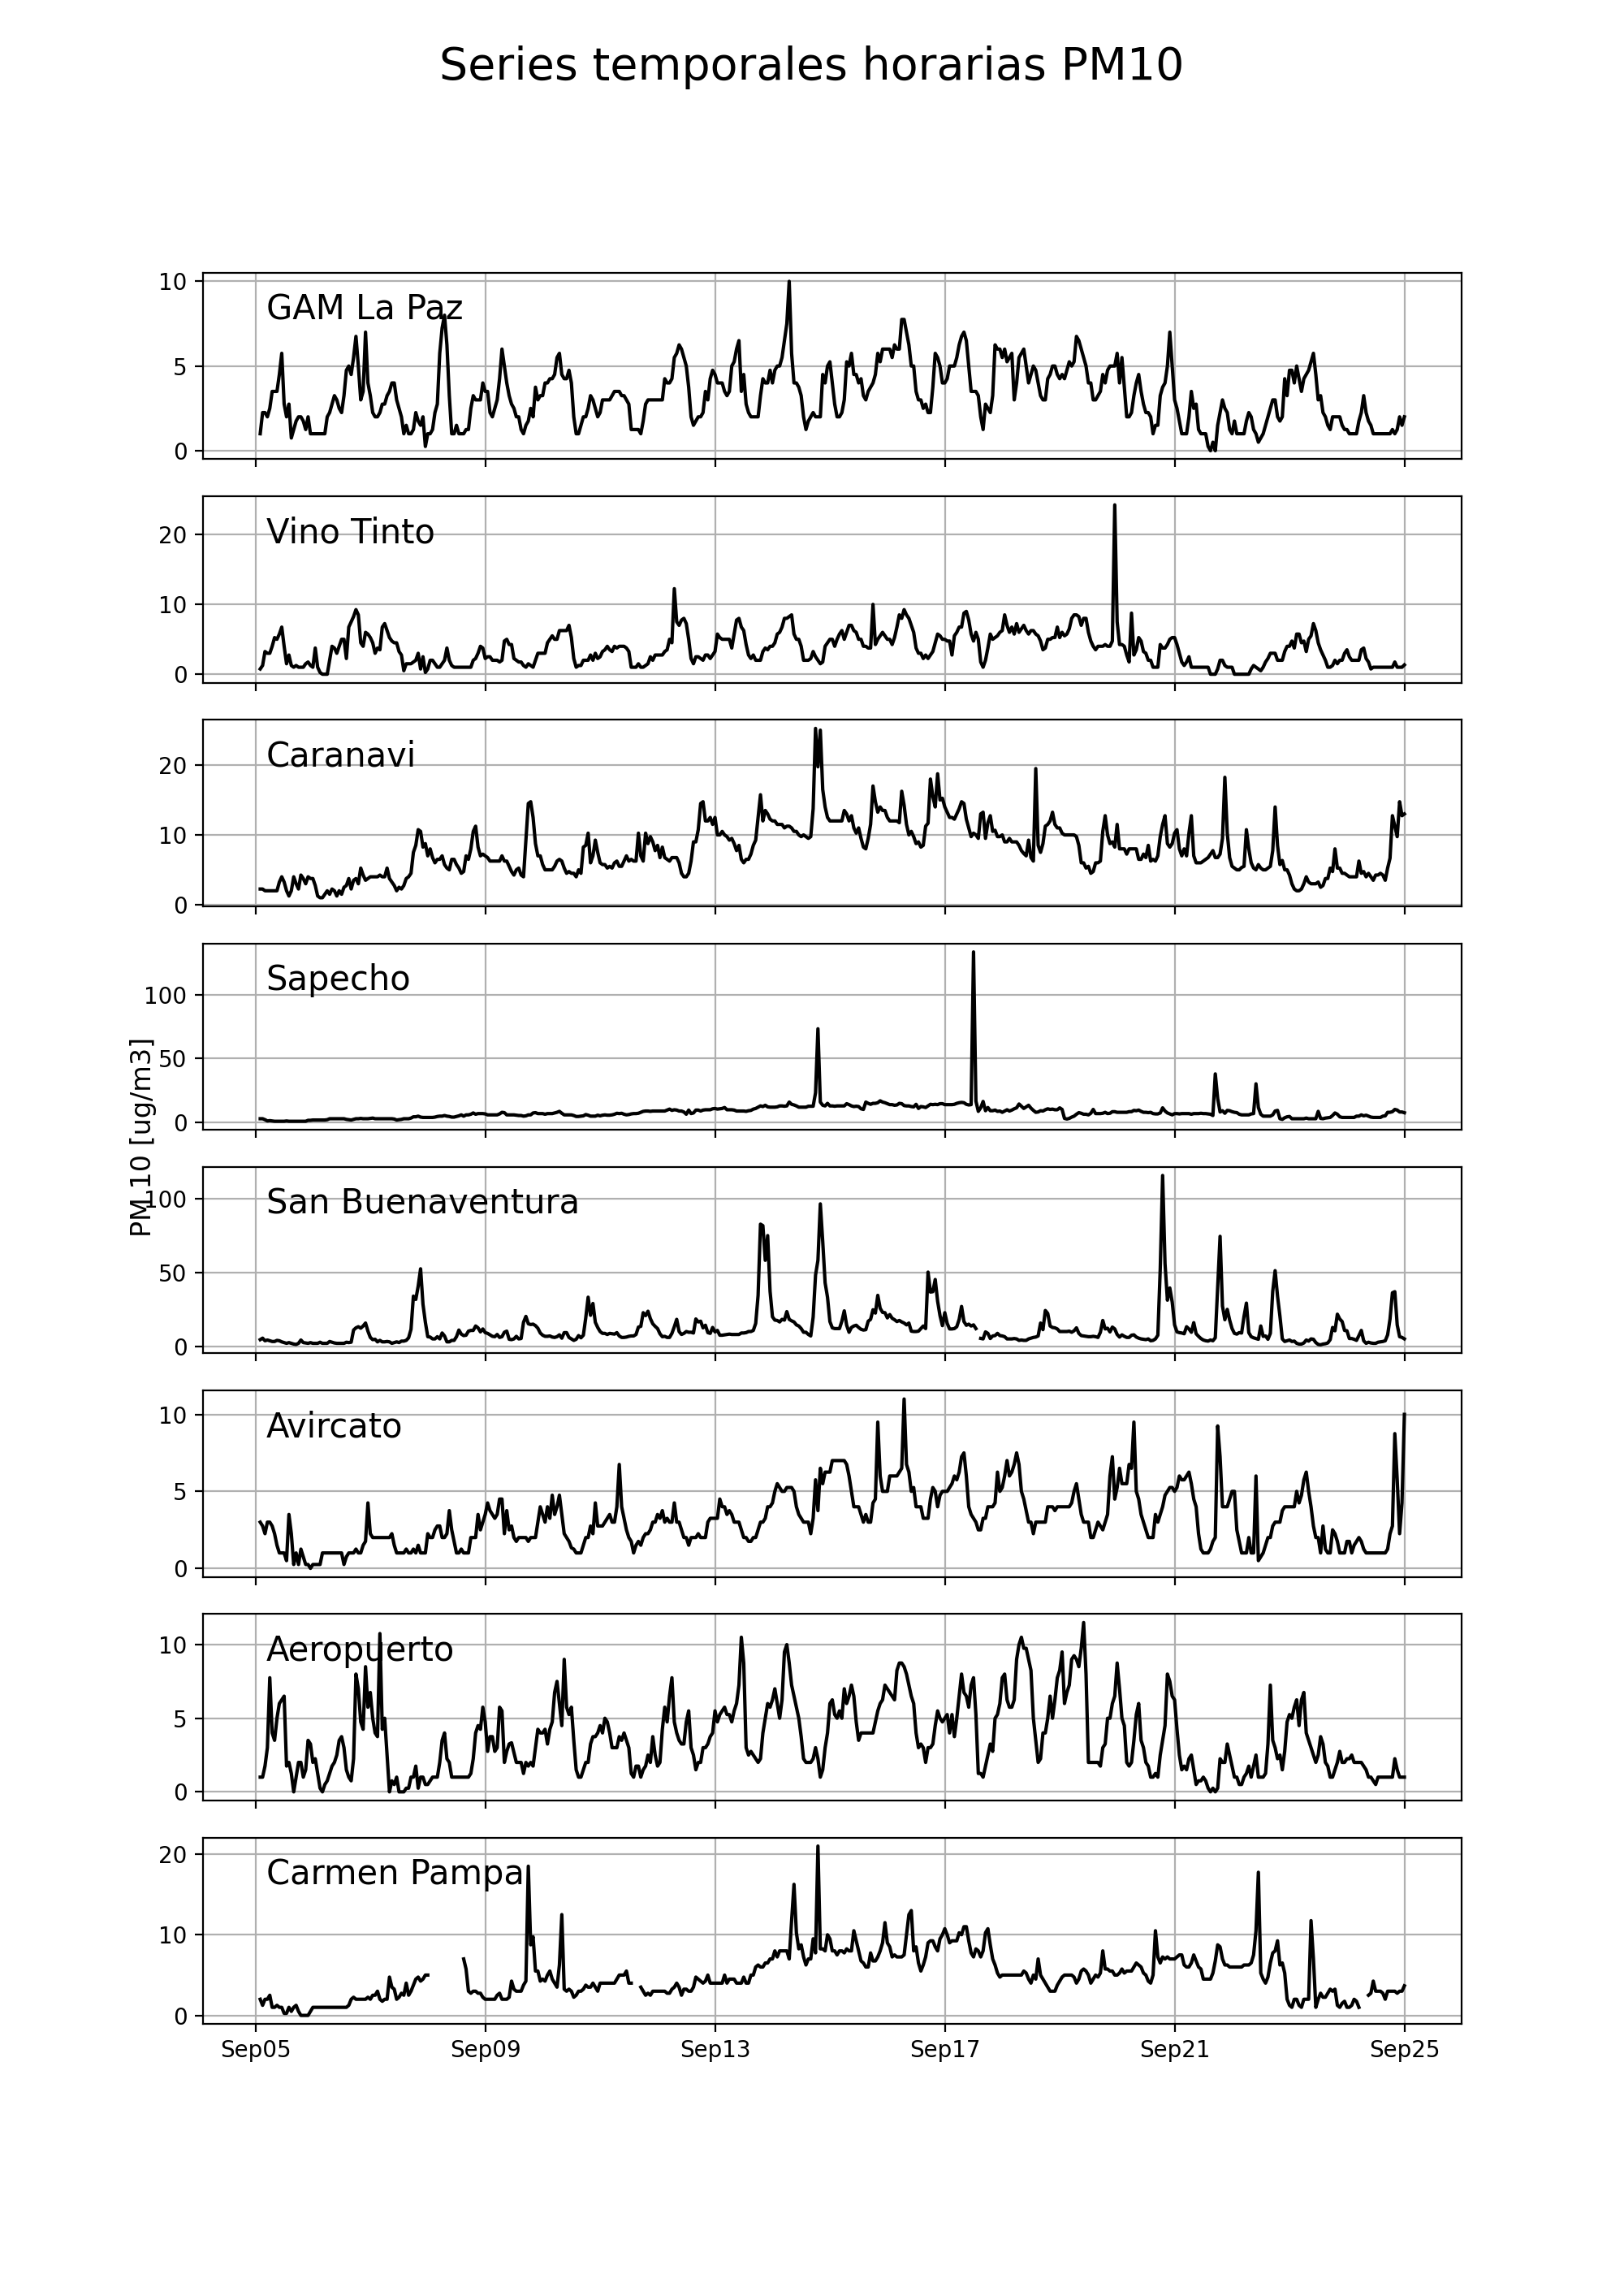 Series temporales horarias PM10
GAM La Paz
10
5
0
Vino Tinto
20
10
0
Caranavi
20
10
0
Sapecho
100
50
0
PM 10 [ug/m3]
San Buenaventura
100
50
0
Avircato
10
5
0
Aeropuerto
10
5
0
Carmen Pampa
20
10
0
Sep05 Sep09 Sep13 Sep17 Sep21 Sep25